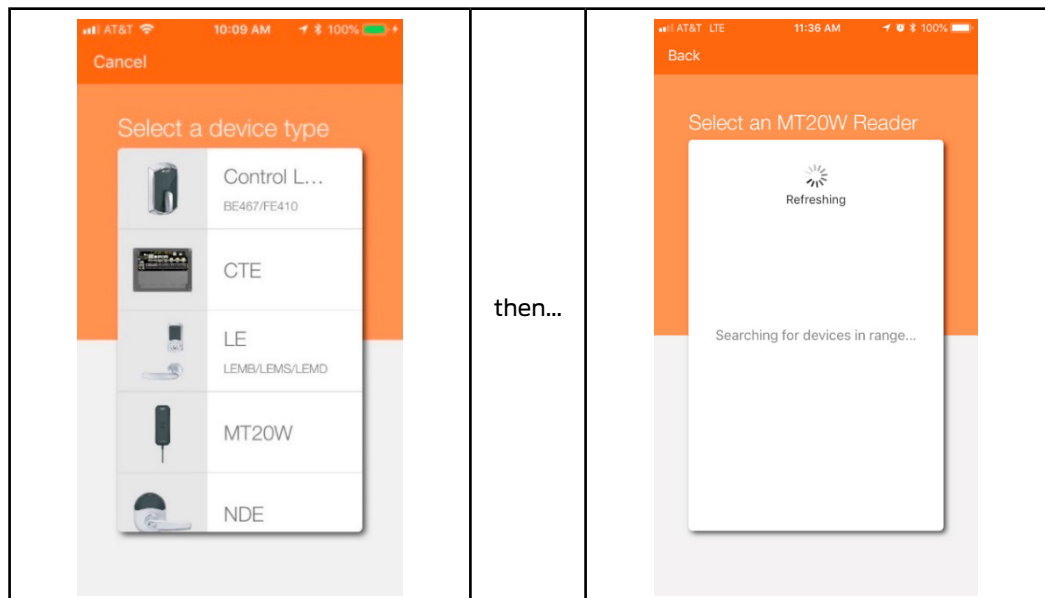 AT&T
10:09 AM
100%
Cancel
Select a device type
Control L...
BE467/FE410
CTE
LE
LEMB/LEMS/LEMD
MT20W
NDE
then...
AT&T LTE
11:36 AM
100%
Back
Select an MT20W Reader
Refreshing
Searching for devices in range...